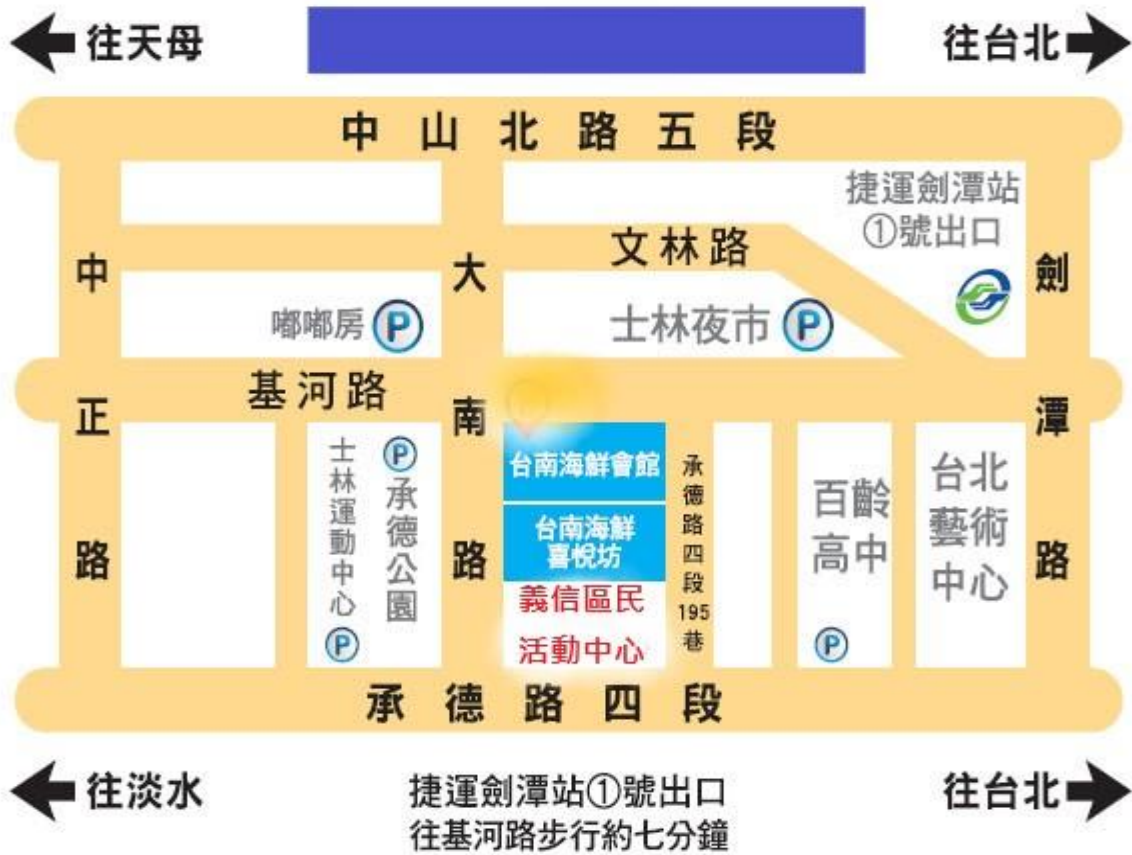 往天母
往台北
中山北路五段
捷運劍潭站
①號出口
文林路
中正路
大南路
劍潭路
嘟嘟房 P
士林夜市 P
基河路
士林運動中心 P
P 承德公園
台南海鮮會館
台南海鮮
喜悅坊
義信區民
活動中心
承德路四段195巷
百齡
高中
P
台北
藝術
中心
承德路四段
往淡水
往台北
捷運劍潭站①號出口
往基河路步行約七分鐘